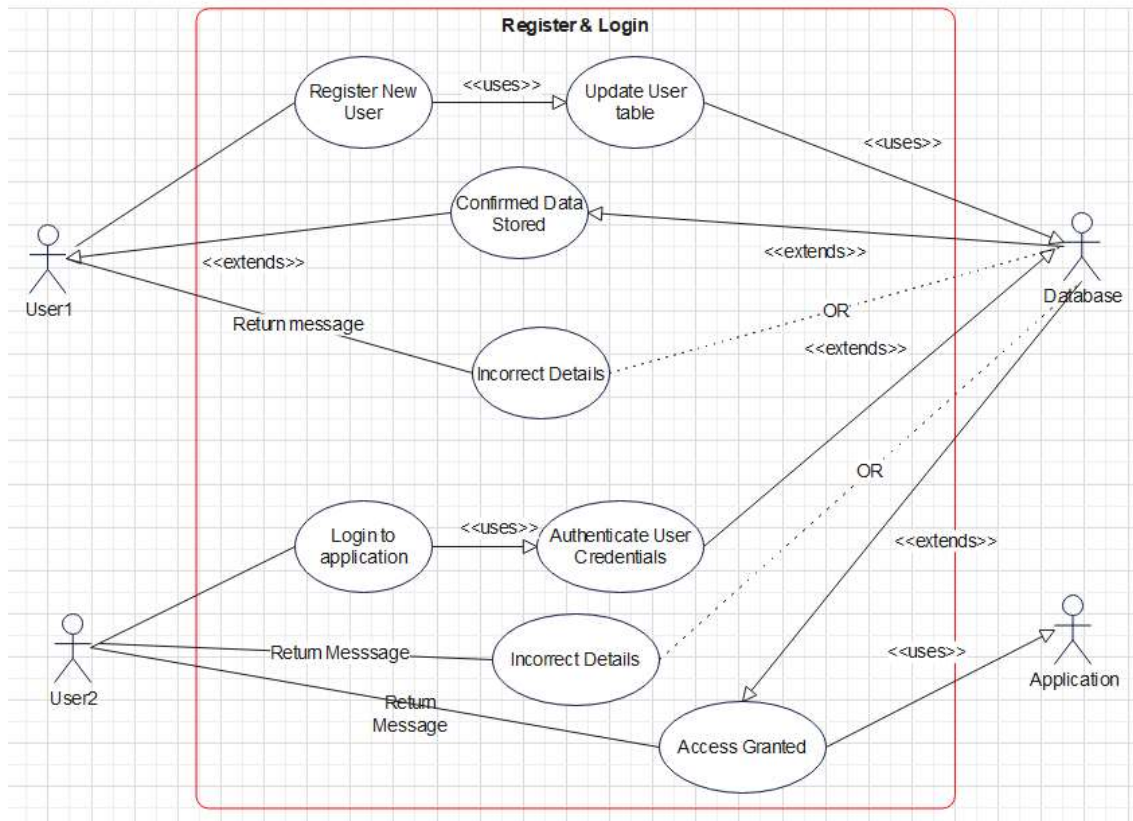 Register & Login
Register New
User
<<uses>>
Update User
table
<<uses>>
Confirmed Data
Stored
<<extends>>
<<extends>>
User1
Database
Return message
OR
<<extends>>
Incorrect Details
OR
Login to
application
<<uses>>
Authenticate User
Credentials
<<extends>>
Return Messsage
Incorrect Details
<<uses>>
Application
User2
Return
Message
Access Granted